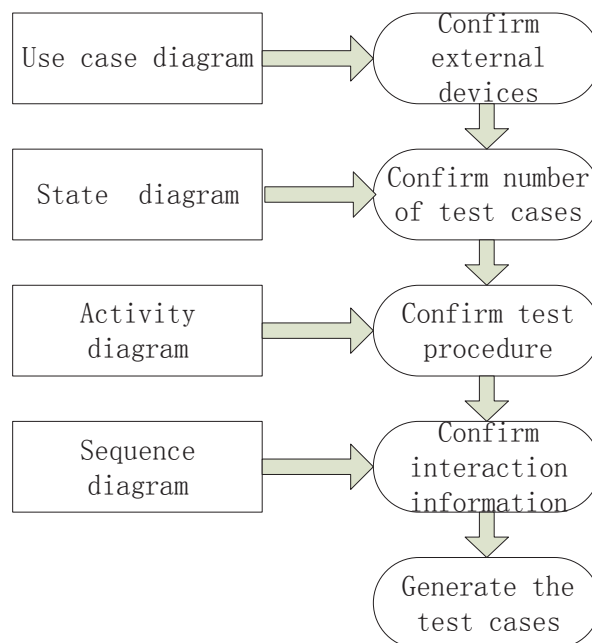 Use case diagram
Confirm
external
devices
State diagram
Confirm number
of test cases
Activity
diagram
Confirm test
procedure
Sequence
diagram
Confirm
interaction
information
Generate the
test cases